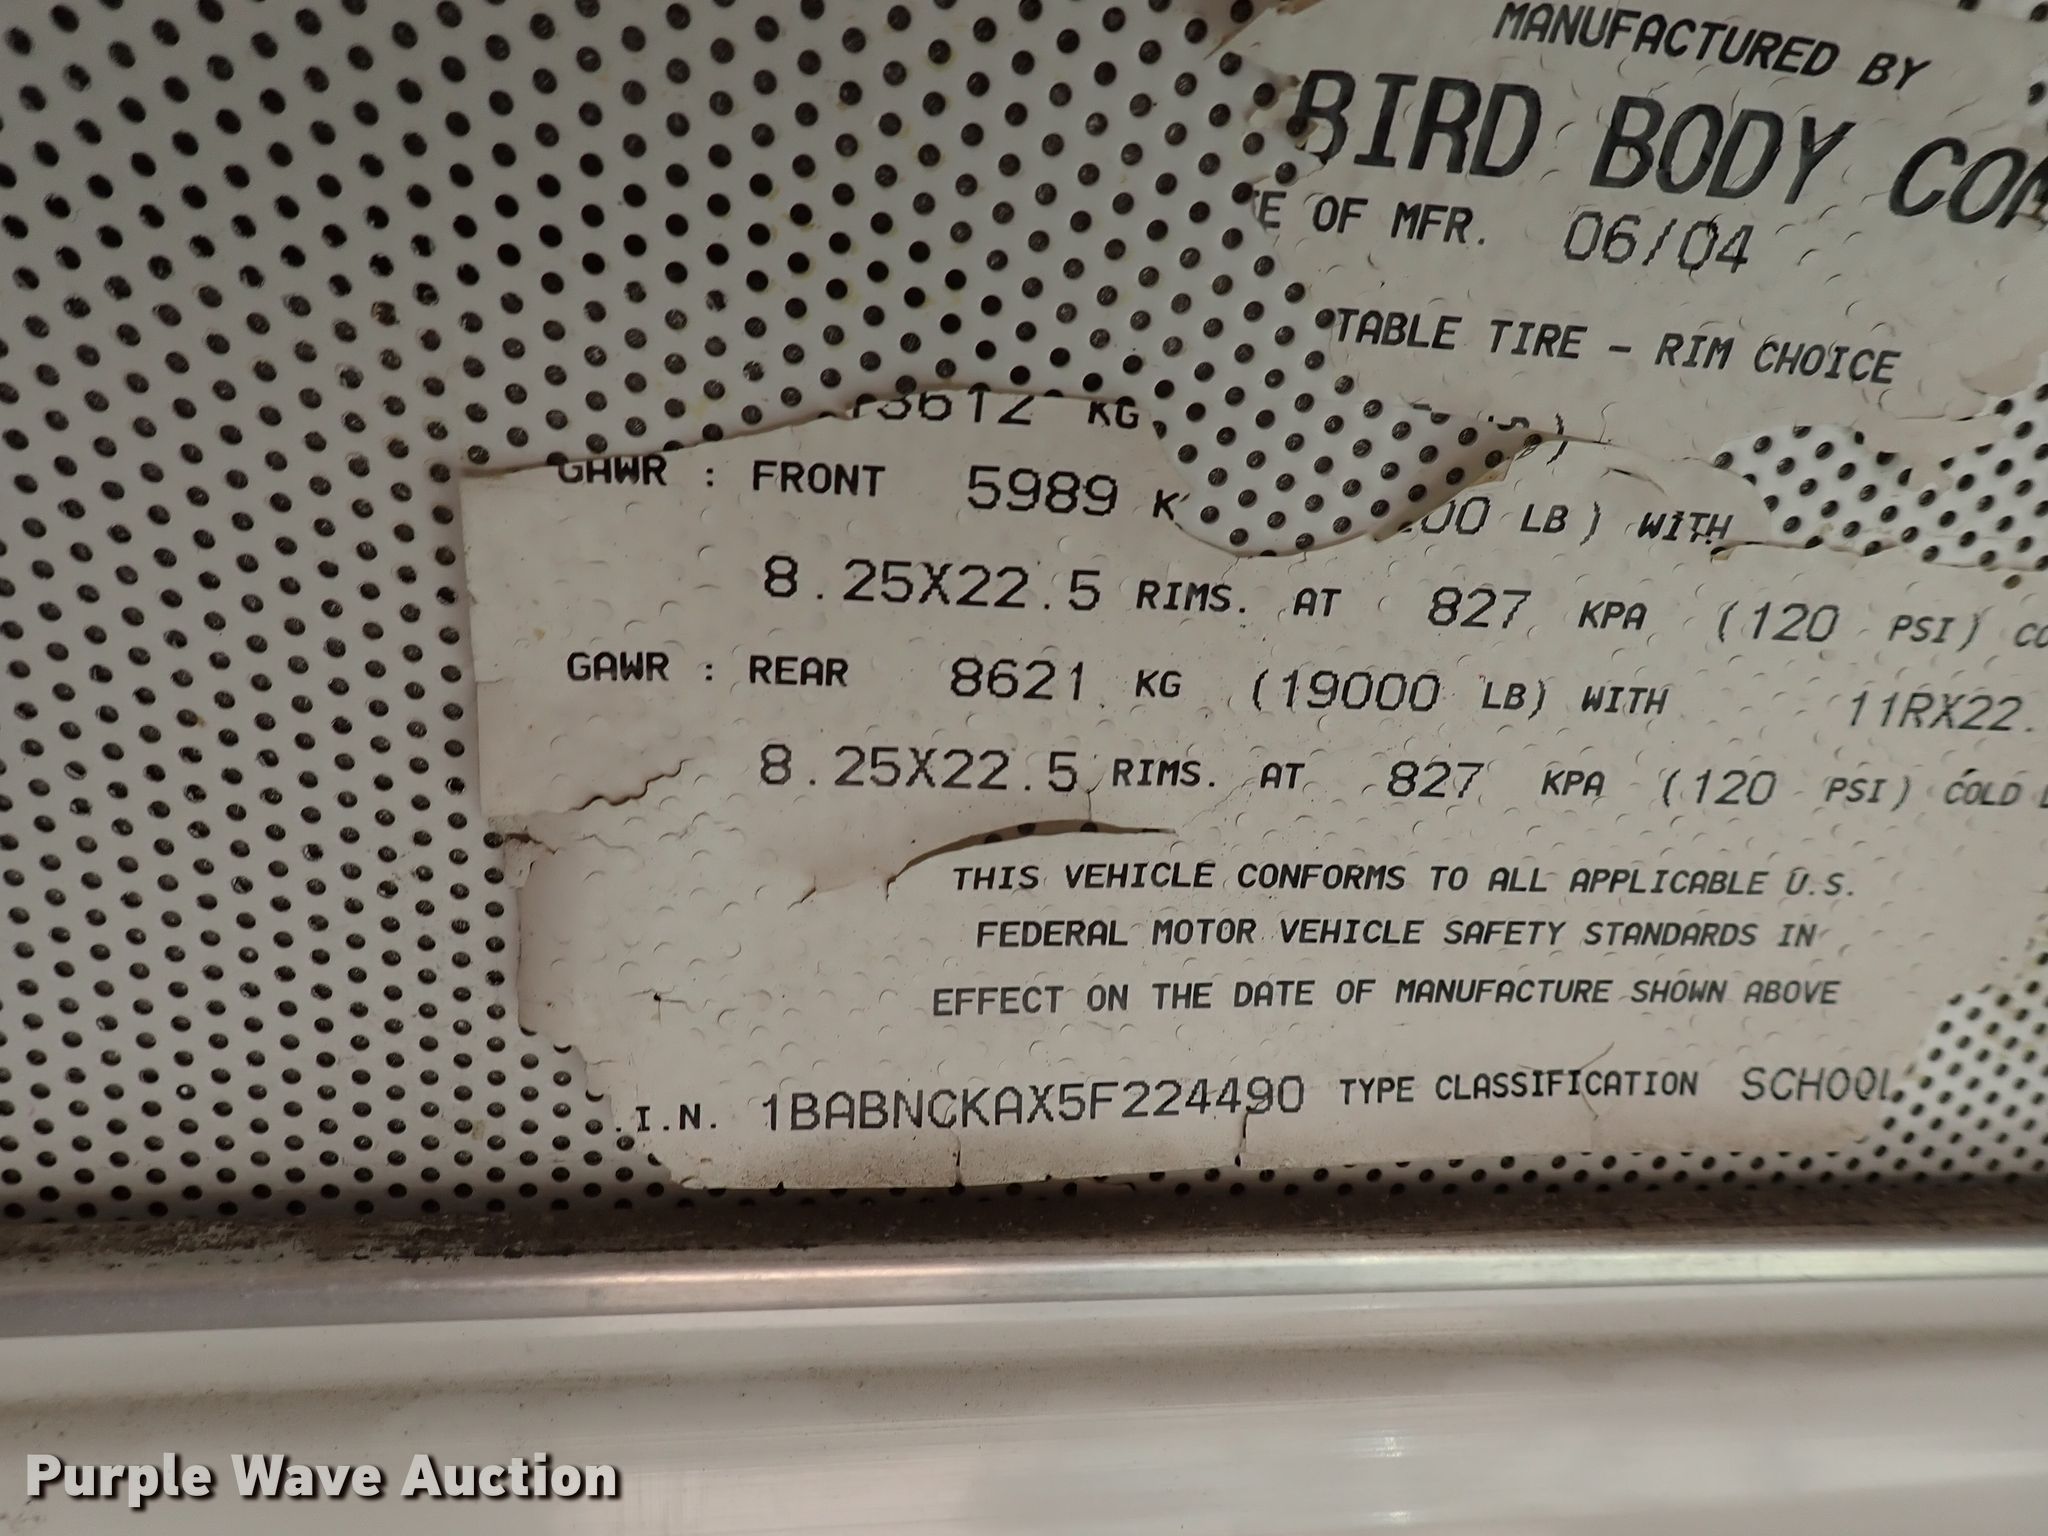 MANUFACTURED BY
BIRD BODY COM
E OF MFR. 06/04
TABLE TIRE - RIM CHOICE
13612 KG
GAWR : FRONT 5989 K 00 LB) WITH
8.25X22.5 RIMS. AT 827 KPA (120 PSI) CO
GAWR : REAR 8621 KG (19000 LB) WITH 11RX22.
8.25X22.5 RIMS. AT 827 KPA (120 PSI) COLD
THIS VEHICLE CONFORMS TO ALL APPLICABLE U.S.
FEDERAL MOTOR VEHICLE SAFETY STANDARDS IN
EFFECT ON THE DATE OF MANUFACTURE SHOWN ABOVE
.I.N. 1BABNCKAX5F224490 TYPE CLASSIFICATION SCHOOL
Purple Wave Auction